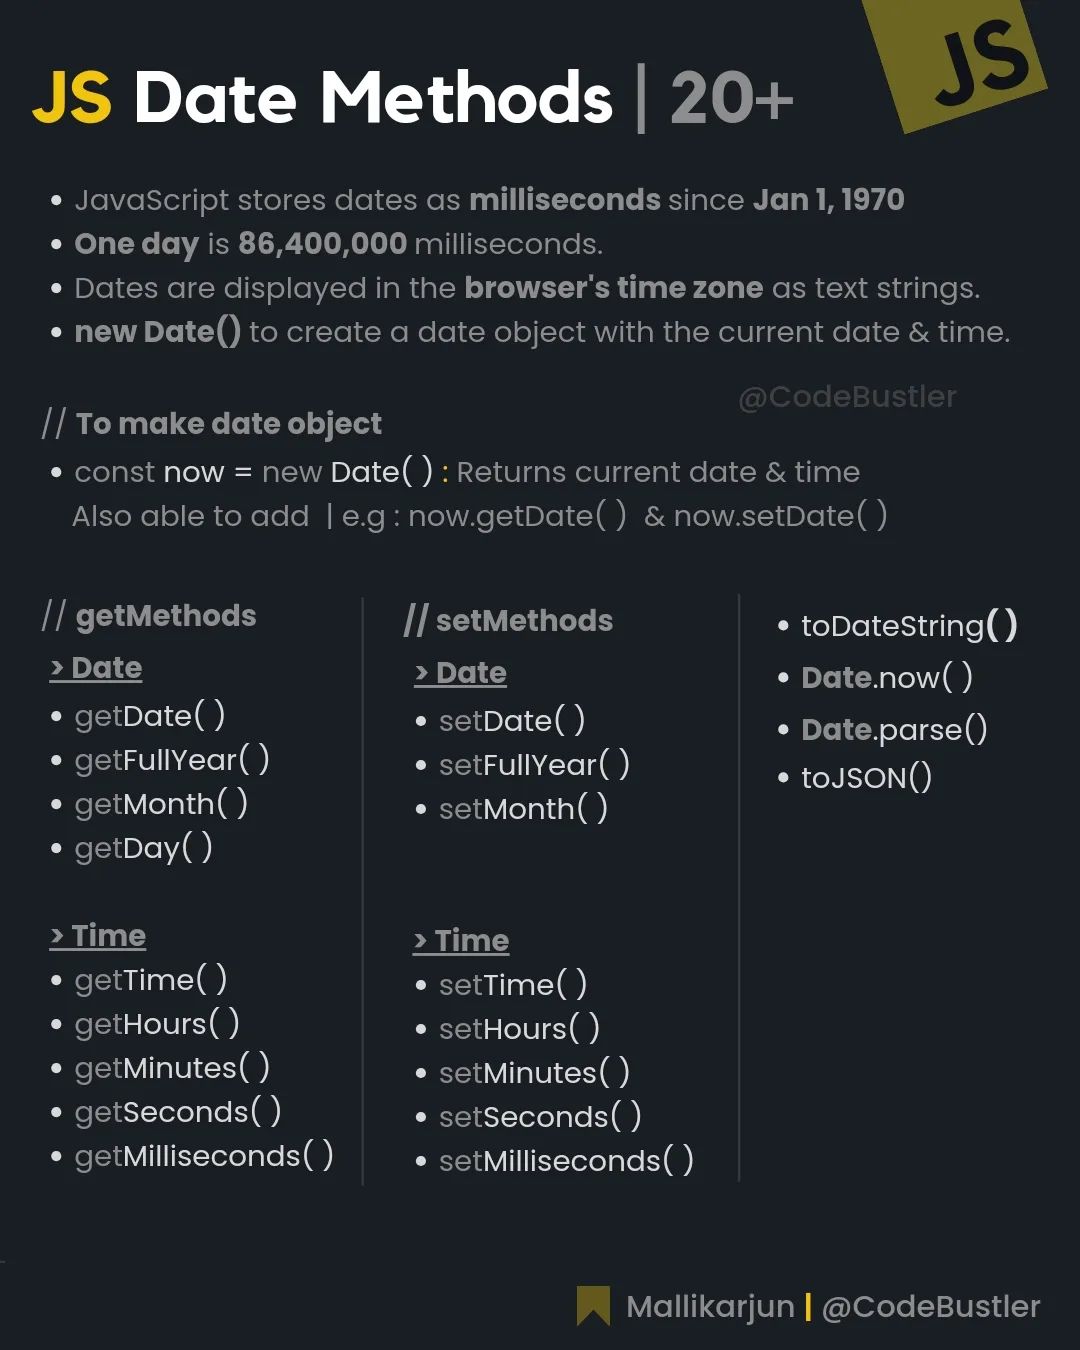 JS
JS Date Methods | 20+
• JavaScript stores dates as milliseconds since Jan 1, 1970
• One day is 86,400,000 milliseconds.
• Dates are displayed in the browser's time zone as text strings.
• new Date() to create a date object with the current date & time.
@CodeBustler
// To make date object
• const now = new Date( ) : Returns current date & time
Also able to add | e.g : now.getDate( ) & now.setDate( )
// getMethods
> Date
• getDate( )
• getFullYear( )
• getMonth( )
• getDay( )
> Time
• getTime( )
• getHours( )
• getMinutes( )
• getSeconds( )
• getMilliseconds( )
// setMethods
> Date
• setDate( )
• setFullYear( )
• setMonth( )
> Time
• setTime( )
• setHours( )
• setMinutes( )
• setSeconds( )
• setMilliseconds( )
• toDateString( )
• Date.now( )
• Date.parse()
• toJSON()
Mallikarjun | @CodeBustler